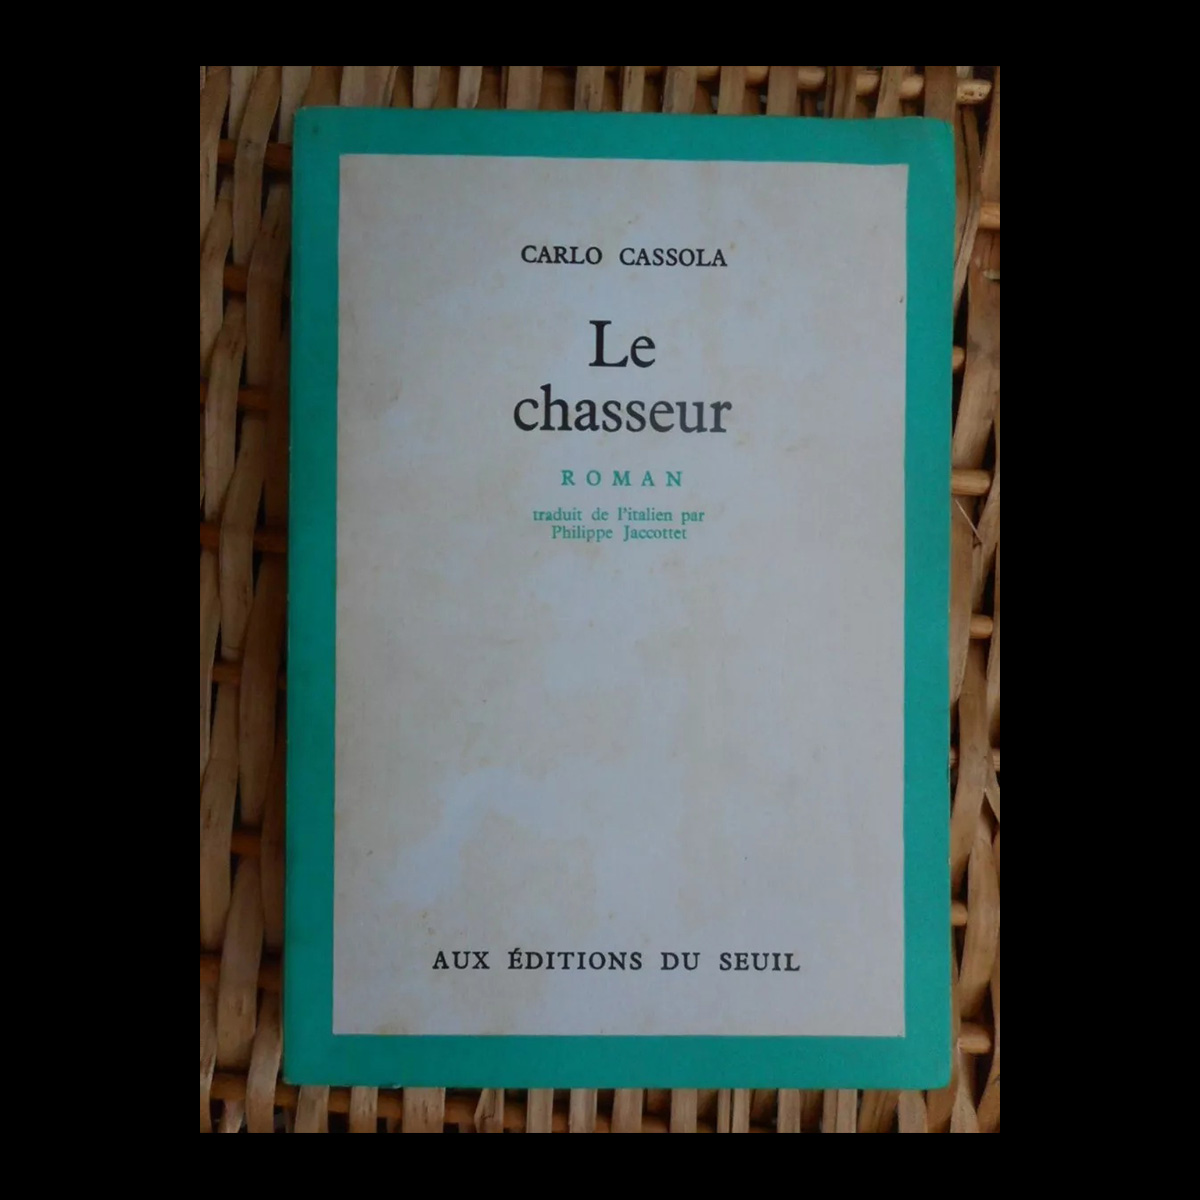 CARLO CASSOLA
Le
chasseur
ROMAN
traduit de l'italien par
Philippe Jaccottet
AUX ÉDITIONS DU SEUIL